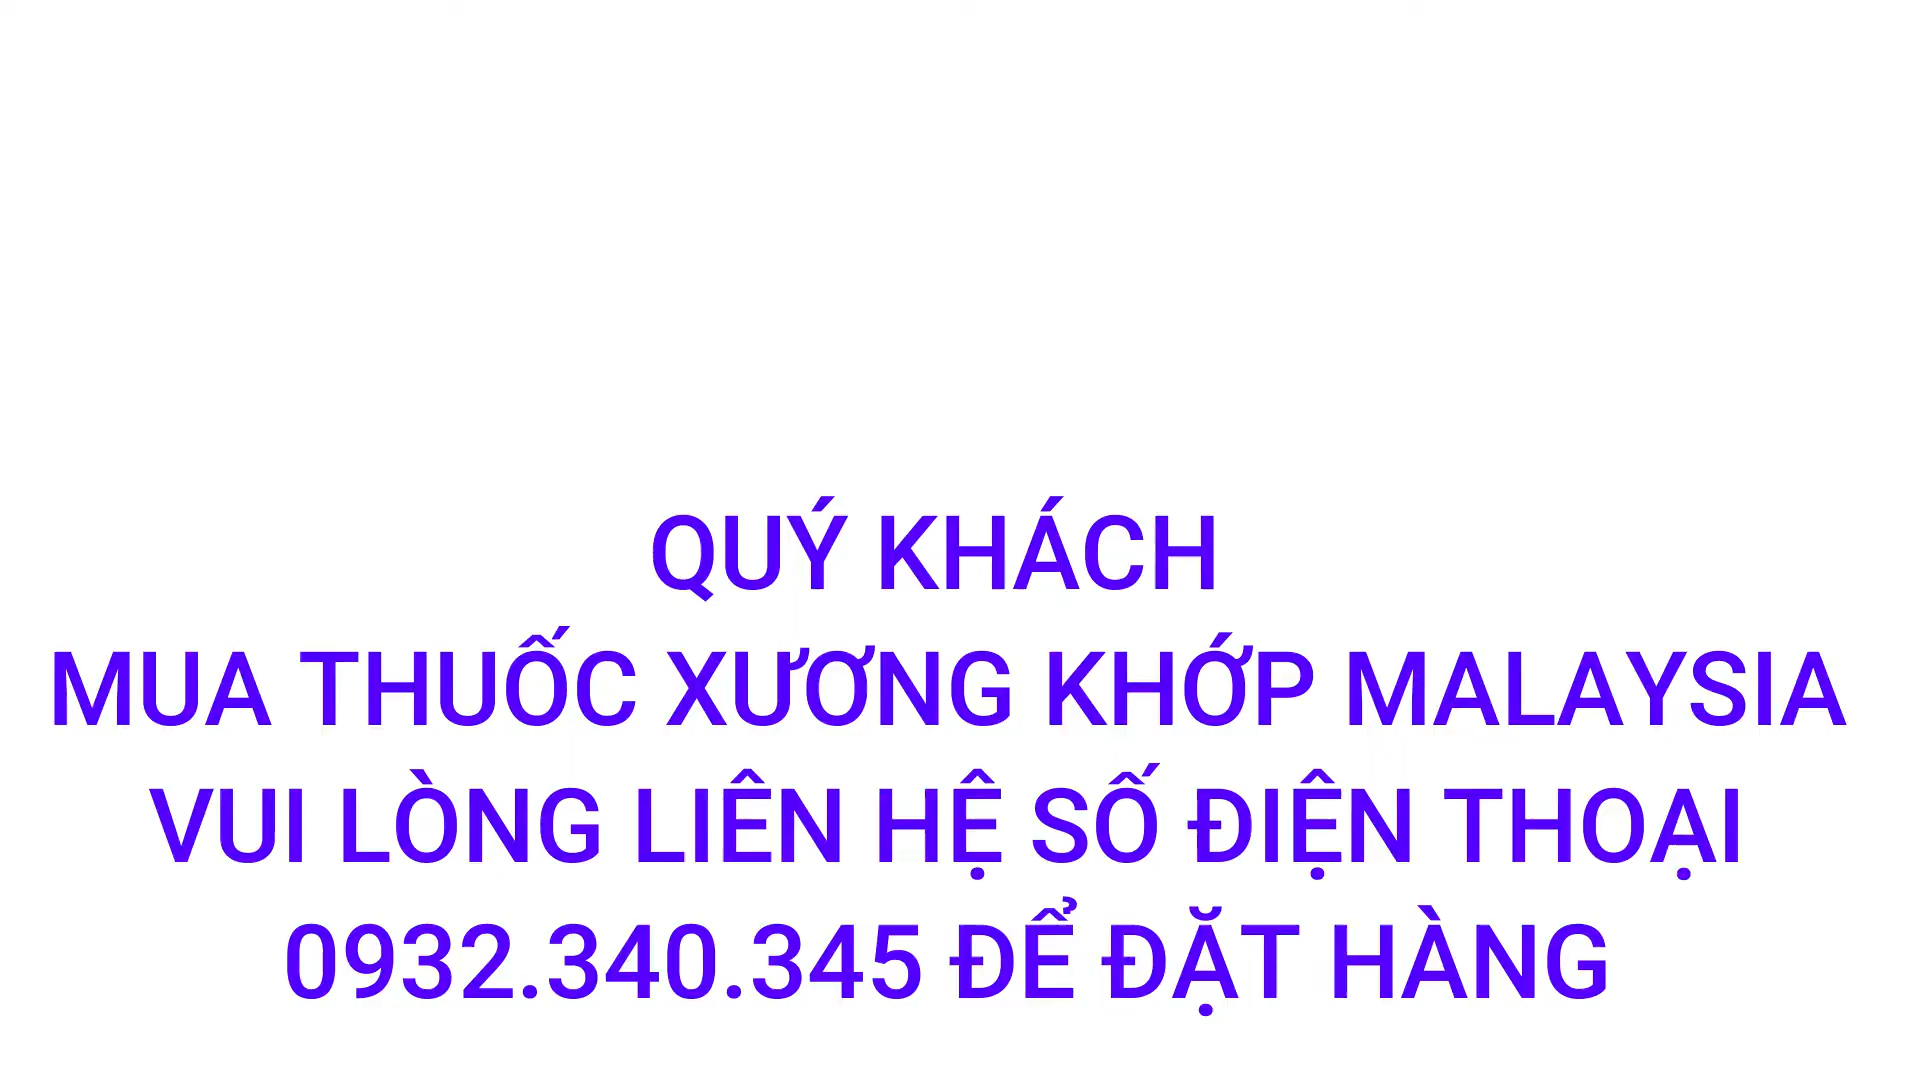 QUÝ KHÁCH
MUA THUỐC XƯƠNG KHỚP MALAYSIA
VUI LÒNG LIÊN HỆ SỐ ĐIỆN THOẠI
0932.340.345 ĐỂ ĐẶT HÀNG